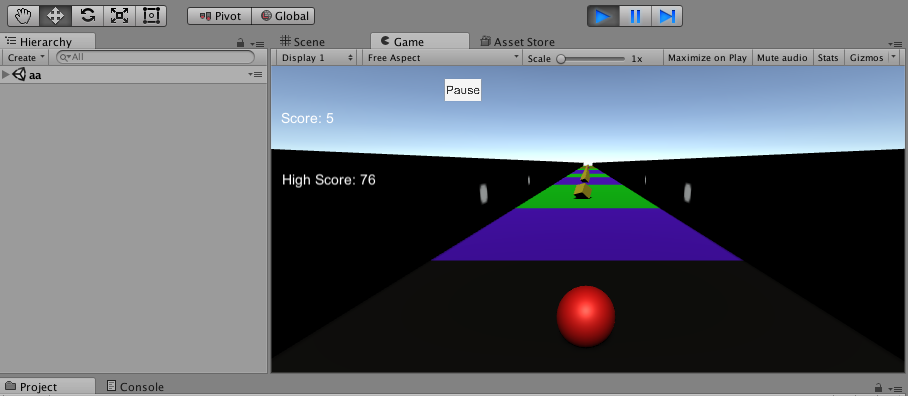 Pivot Global
Hierarchy
Scene Game Asset Store
Create All
Display 1 Free Aspect Scale 1x Maximize on Play Mute audio Stats Gizmos
aa
Pause
Score: 5
High Score: 76
Project Console